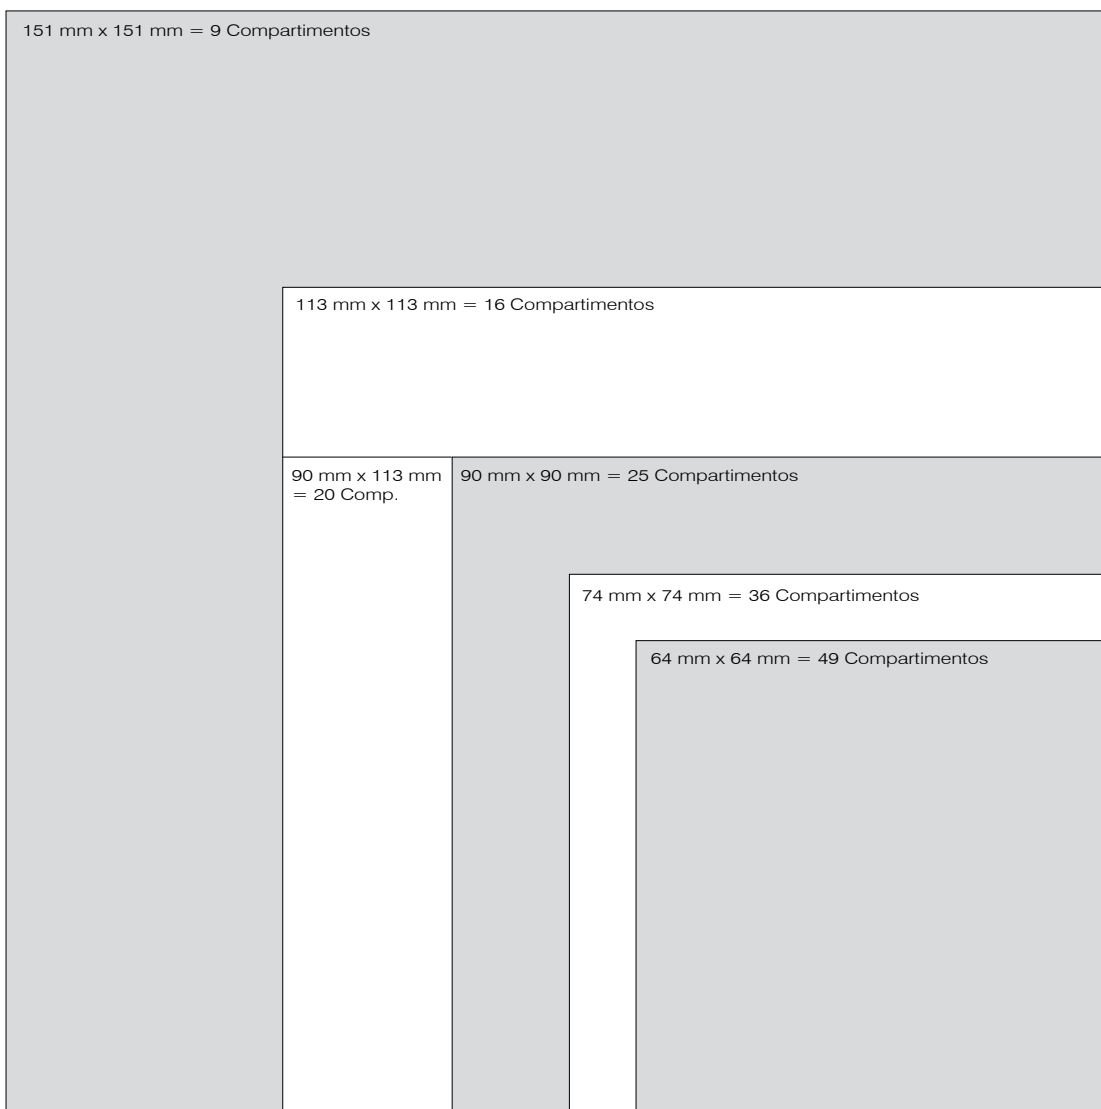 151 mm x 151 mm = 9 Compartimentos
113 mm x 113 mm = 16 Compartimentos
90 mm x 113 mm
= 20 Comp.
90 mm x 90 mm = 25 Compartimentos
74 mm x 74 mm = 36 Compartimentos
64 mm x 64 mm = 49 Compartimentos